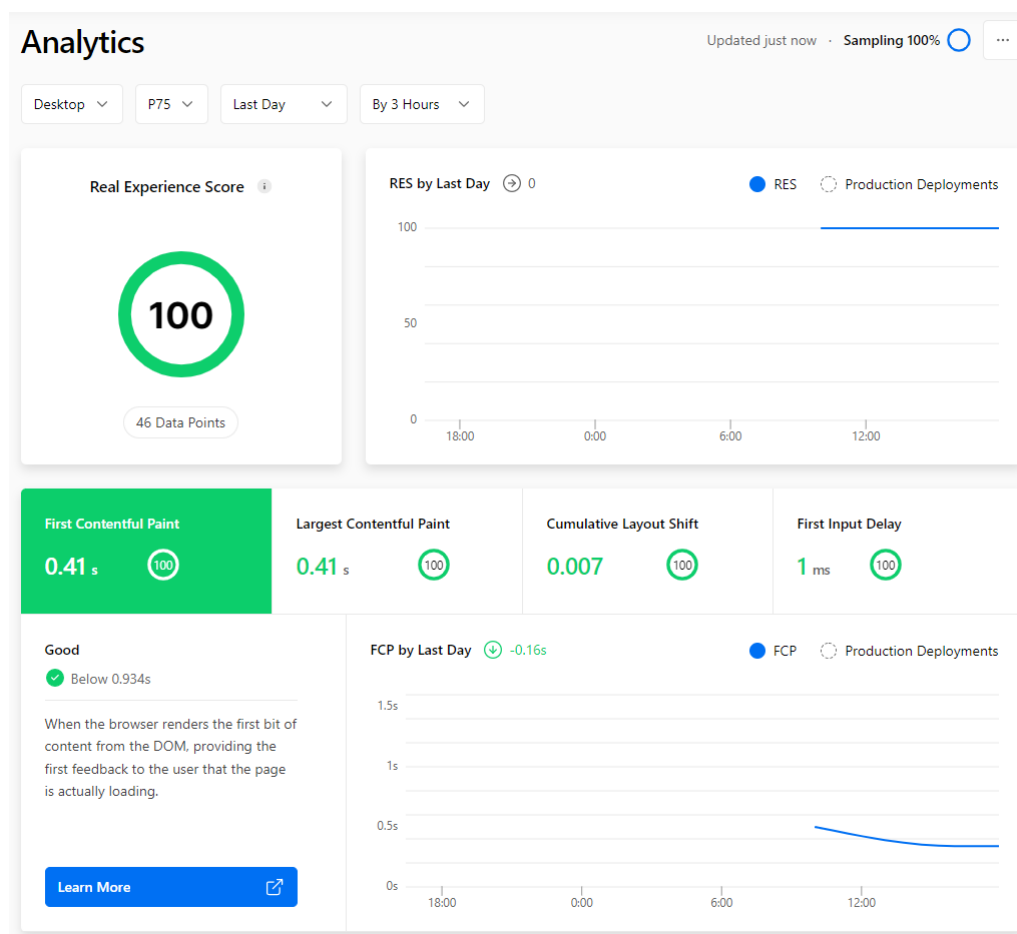 Analytics
Updated just now · Sampling 100%
...
Desktop
P75
Last Day
By 3 Hours
Real Experience Score
i
100
46 Data Points
RES by Last Day 0
RES
Production Deployments
100
50
0
18:00 0:00 6:00 12:00
First Contentful Paint
0.41 s 100
Largest Contentful Paint
0.41 s 100
Cumulative Layout Shift
0.007 100
First Input Delay
1 ms 100
Good
Below 0.934s
When the browser renders the first bit of
content from the DOM, providing the
first feedback to the user that the page
is actually loading.
Learn More
FCP by Last Day -0.16s
FCP
Production Deployments
1.5s
1s
0.5s
0s
18:00 0:00 6:00 12:00